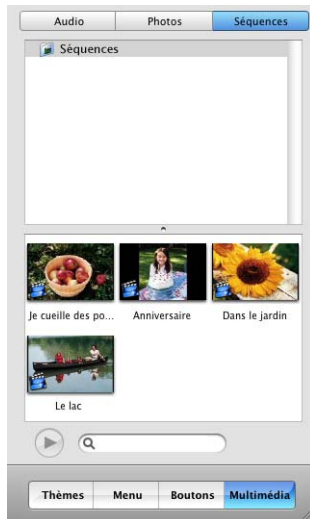 Audio Photos Séquences
Séquences
Je cueille des po... Anniversaire Dans le jardin
Le lac
Thèmes Menu Boutons Multimédia